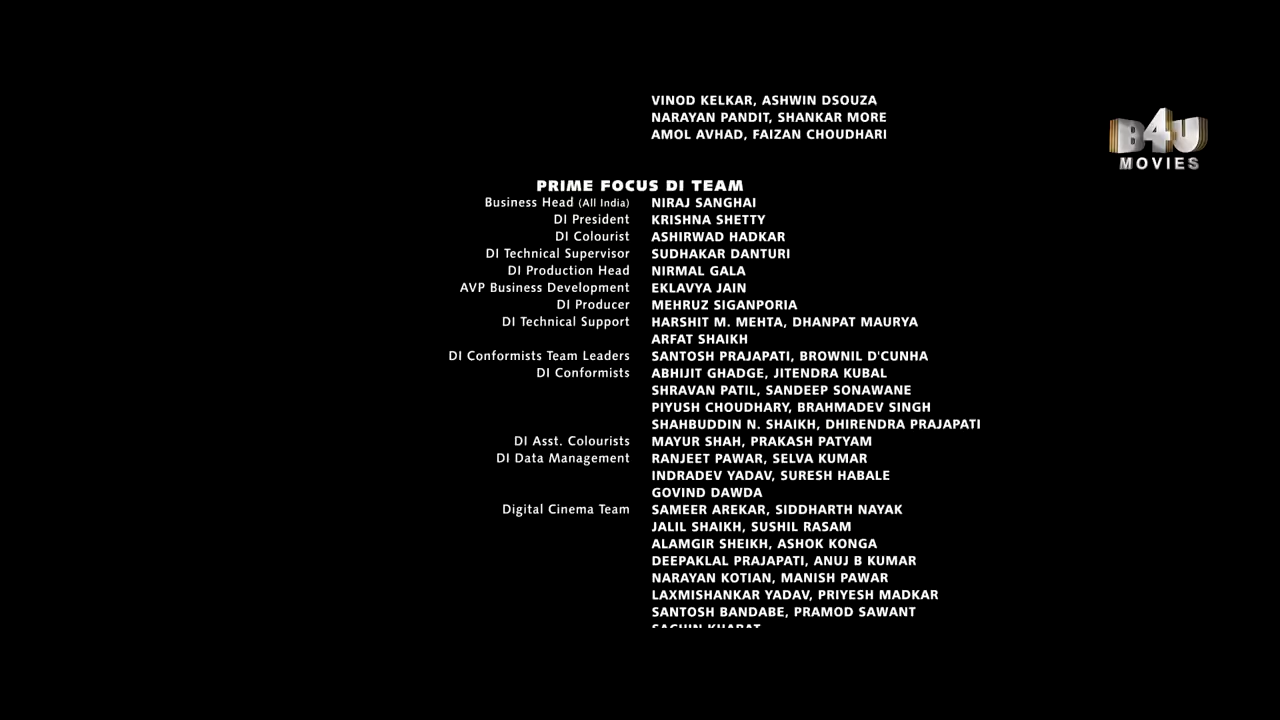 VINOD KELKAR, ASHWIN DSOUZA
NARAYAN PANDIT, SHANKAR MORE
AMOL AVHAD, FAIZAN CHOUDHARI
B4U
MOVIES
PRIME FOCUS DI TEAM
Business Head (All India) NIRAJ SANGHAI
DI President KRISHNA SHETTY
DI Colourist ASHIRWAD HADKAR
DI Technical Supervisor SUDHAKAR DANTURI
DI Production Head NIRMAL GALA
AVP Business Development EKLAVYA JAIN
DI Producer MEHRUZ SIGANPORIA
DI Technical Support HARSHIT M. MEHTA, DHANPAT MAURYA
ARFAT SHAIKH
DI Conformists Team Leaders SANTOSH PRAJAPATI, BROWNIL D'CUNHA
DI Conformists ABHIJIT GHADGE, JITENDRA KUBAL
SHRAVAN PATIL, SANDEEP SONAWANE
PIYUSH CHOUDHARY, BRAHMADEV SINGH
SHAHBUDDIN N. SHAIKH, DHIRENDRA PRAJAPATI
DI Asst. Colourists MAYUR SHAH, PRAKASH PATYAM
DI Data Management RANJEET PAWAR, SELVA KUMAR
INDRADEV YADAV, SURESH HABALE
GOVIND DAWDA
Digital Cinema Team SAMEER AREKAR, SIDDHARTH NAYAK
JALIL SHAIKH, SUSHIL RASAM
ALAMGIR SHEIKH, ASHOK KONGA
DEEPAKLAL PRAJAPATI, ANUJ B KUMAR
NARAYAN KOTIAN, MANISH PAWAR
LAXMISHANKAR YADAV, PRIYESH MADKAR
SANTOSH BANDABE, PRAMOD SAWANT